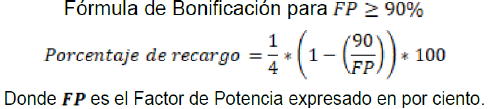 Fórmula de Bonificación para FP ≥ 90%
Porcentaje de recargo = 1/4 * (1 − (90/FP)) * 100
Donde FP es el Factor de Potencia expresado en por ciento.